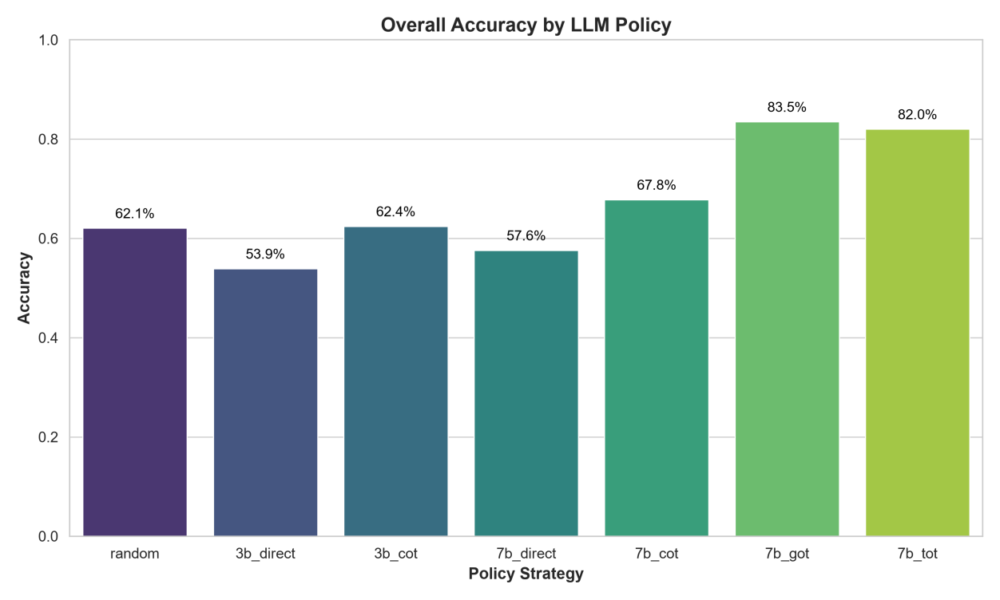 Overall Accuracy by LLM Policy
1.0
0.8
0.6
0.4
0.2
0.0
Accuracy
62.1%
53.9%
62.4%
57.6%
67.8%
83.5%
82.0%
random
3b_direct
3b_cot
7b_direct
7b_cot
7b_got
7b_tot
Policy Strategy